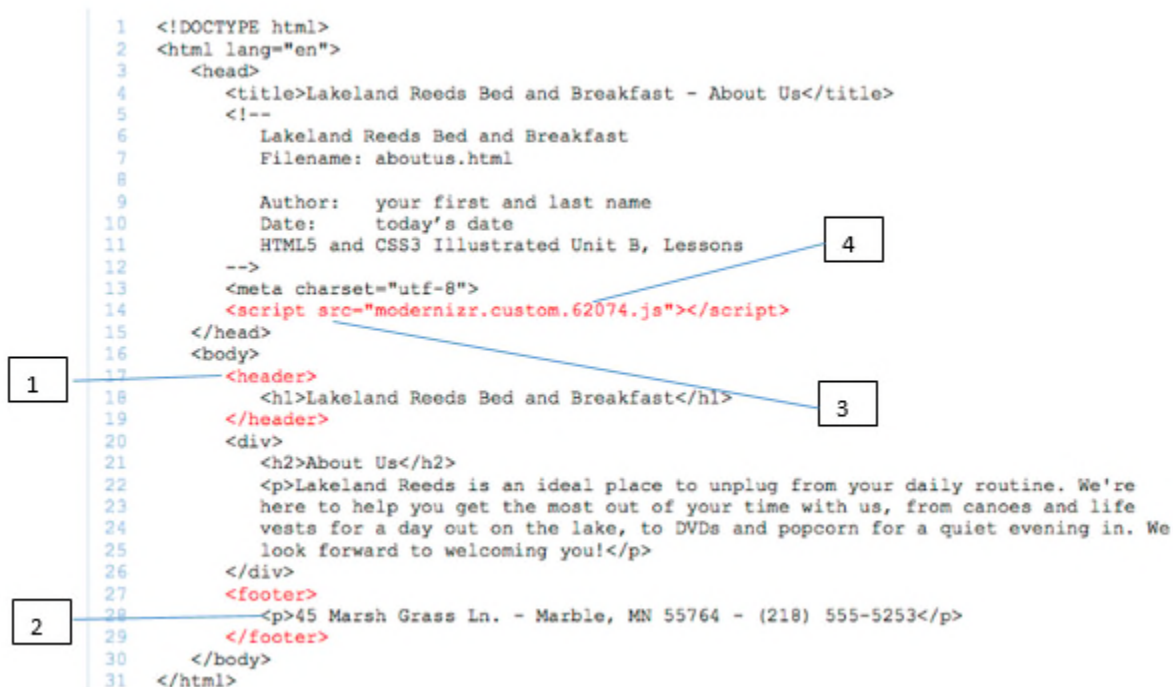 1 <!DOCTYPE html>
2 <html lang="en">
3 <head>
4 <title>Lakeland Reeds Bed and Breakfast - About Us</title>
5 <!--
6 Lakeland Reeds Bed and Breakfast
7 Filename: aboutus.html
8
9 Author: your first and last name
10 Date: today’s date
11 HTML5 and CSS3 Illustrated Unit B, Lessons
4
12 -->
13 <meta charset="utf-8">
14 <script src="modernizr.custom.62074.js"></script>
15 </head>
16 <body>
1
17 <header>
18 <h1>Lakeland Reeds Bed and Breakfast</h1>
3
19 </header>
20 <div>
21 <h2>About Us</h2>
22 <p>Lakeland Reeds is an ideal place to unplug from your daily routine. We're
23 here to help you get the most out of your time with us, from canoes and life
24 vests for a day out on the lake, to DVDs and popcorn for a quiet evening in. We
25 look forward to welcoming you!</p>
26 </div>
27 <footer>
2
28 <p>45 Marsh Grass Ln. - Marble, MN 55764 - (218) 555-5253</p>
29 </footer>
30 </body>
31 </html>